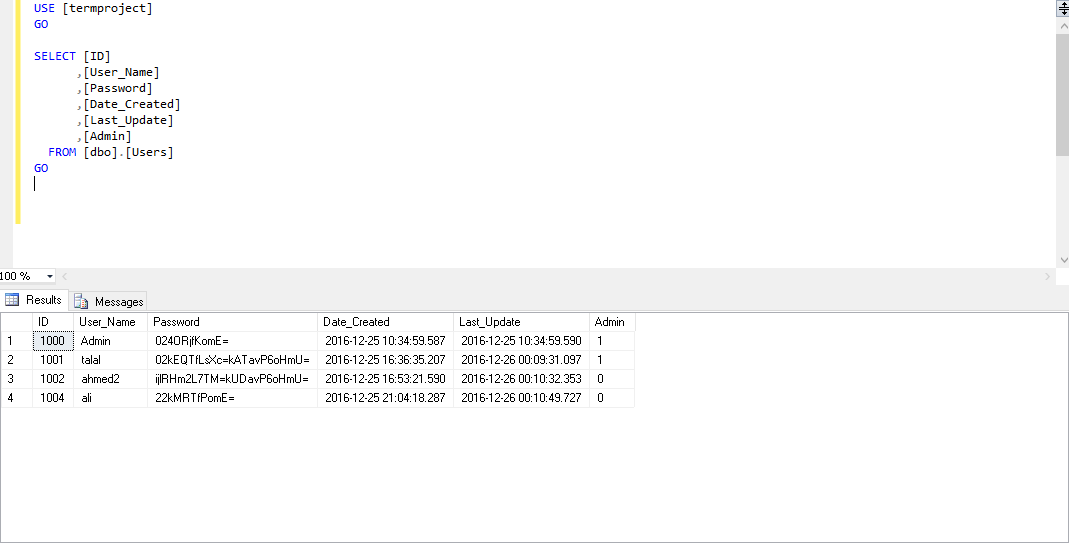 USE [termproject]
GO
SELECT [ID]
,[User_Name]
,[Password]
,[Date_Created]
,[Last_Update]
,[Admin]
FROM [dbo].[Users]
GO
100 %
Results Messages
ID User_Name Password Date_Created Last_Update Admin
1 1000 Admin 024ORjfKomE= 2016-12-25 10:34:59.587 2016-12-25 10:34:59.590 1
2 1001 talal 02kEQTfLsXc=kATavP6oHmU= 2016-12-25 16:36:35.207 2016-12-26 00:09:31.097 1
3 1002 ahmed2 ijlRHm2L7TM=kUDavP6oHmU= 2016-12-25 16:53:21.590 2016-12-26 00:10:32.353 0
4 1004 ali 22kMRTfPomE= 2016-12-25 21:04:18.287 2016-12-26 00:10:49.727 0